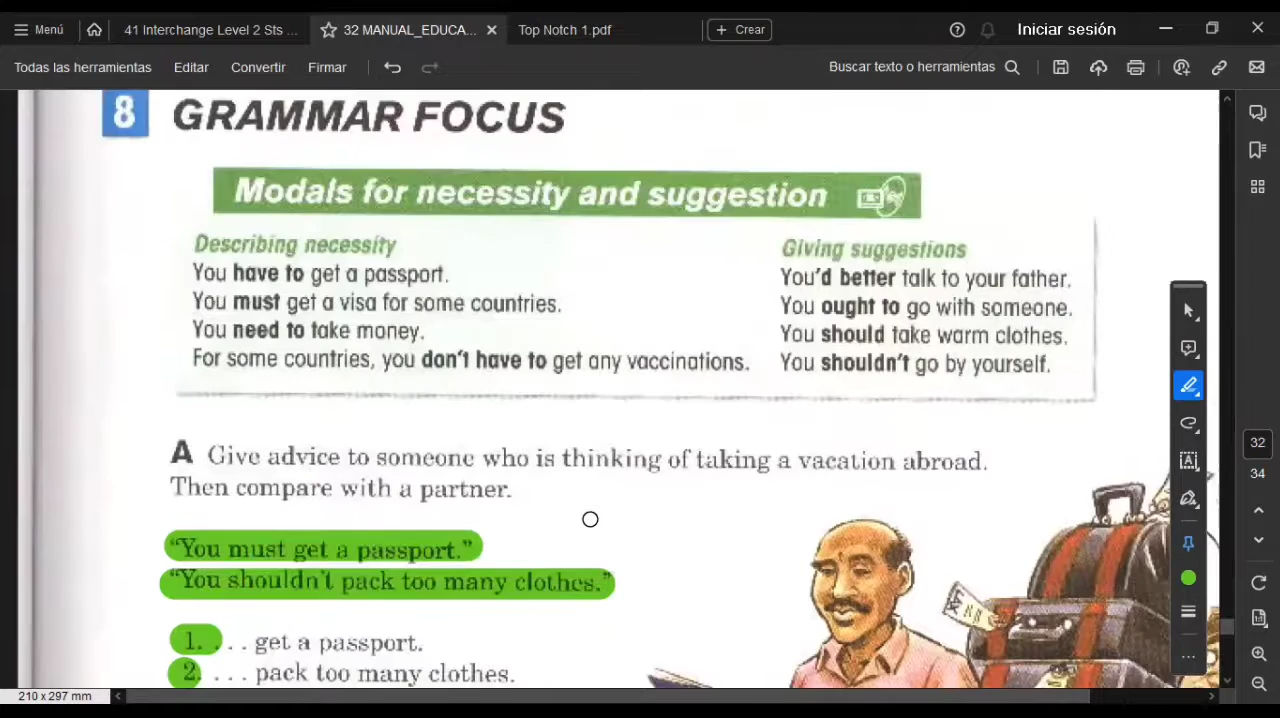 Menú
41 Interchange Level 2 Sts ...
32 MANUAL_EDUCA...
Top Notch 1.pdf
+ Crear
Iniciar sesión
Todas las herramientas
Editar
Convertir
Firmar
Buscar texto o herramientas
8 GRAMMAR FOCUS
Modals for necessity and suggestion
Describing necessity
You have to get a passport.
You must get a visa for some countries.
You need to take money.
For some countries, you don't have to get any vaccinations.
Giving suggestions
You'd better talk to your father.
You ought to go with someone.
You should take warm clothes.
You shouldn't go by yourself.
A Give advice to someone who is thinking of taking a vacation abroad.
Then compare with a partner.
"You must get a passport."
"You shouldn't pack too many clothes."
1. . . . get a passport.
2. . . . pack too many clothes.
32
34
210 x 297 mm